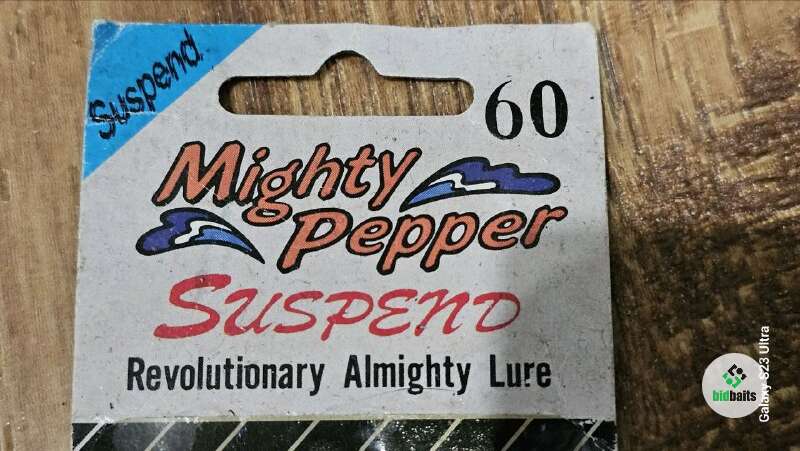 Suspend
60
Mighty
Pepper
SUSPEND
Revolutionary Almighty Lure
bidbaits
Galaxy S23 Ultra